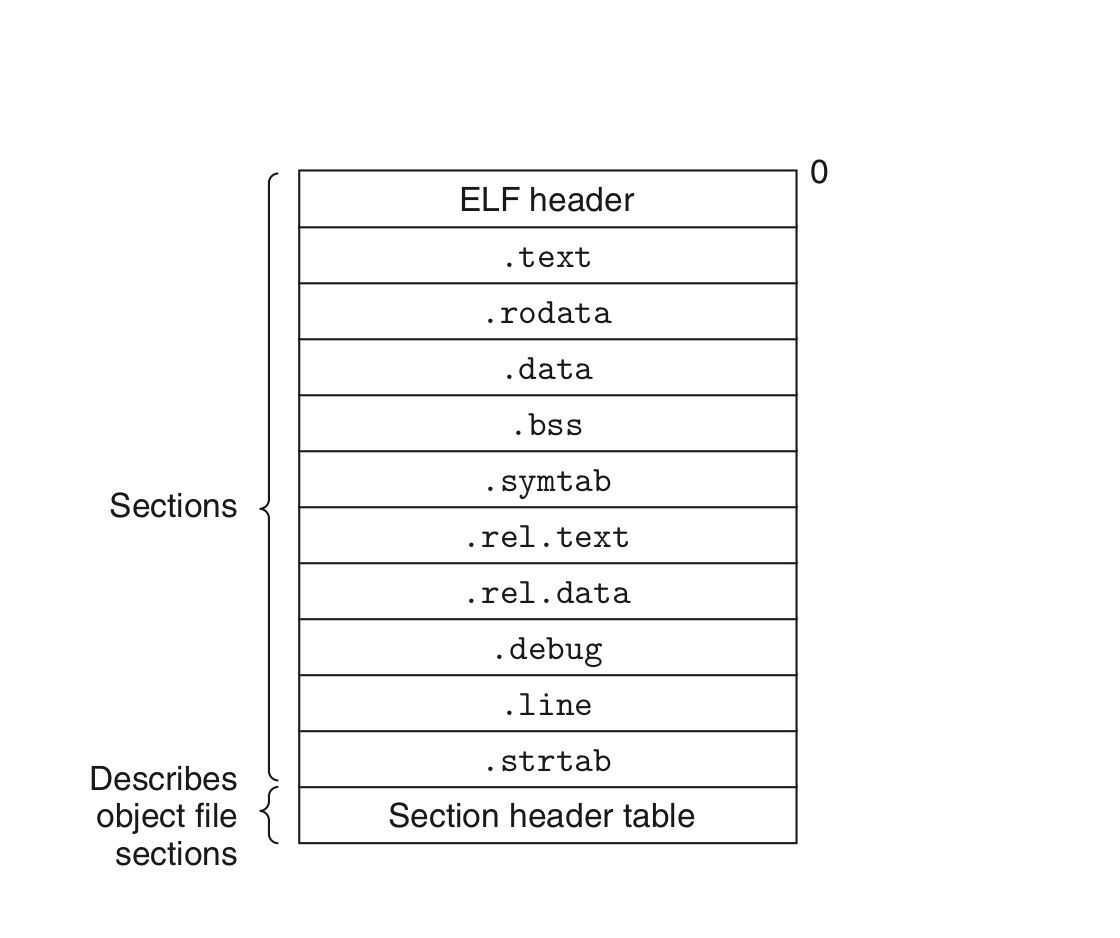 0
ELF header
.text
.rodata
.data
.bss
.symtab
Sections
.rel.text
.rel.data
.debug
.line
.strtab
Describes
object file
sections
Section header table